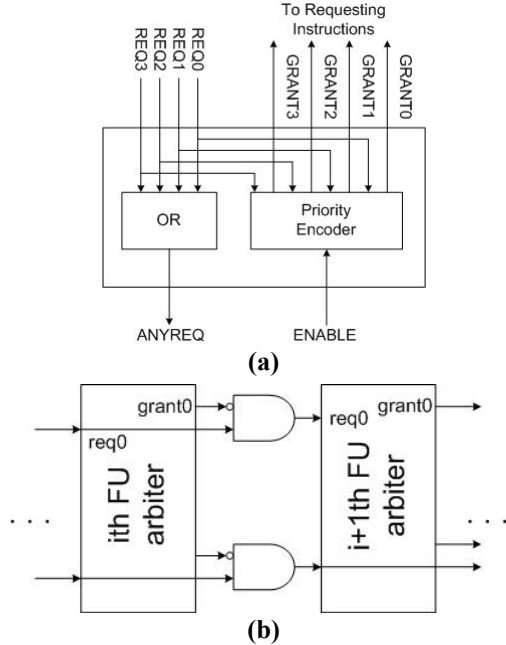 To Requesting
Instructions
REQ3
REQ2
REQ1
REQ0
GRANT3
GRANT2
GRANT1
GRANT0
OR
Priority
Encoder
ANYREQ
ENABLE
(a)
grant0
req0
ith FU
arbiter
grant0
req0
i+1th FU
arbiter
. . .
. . .
(b)